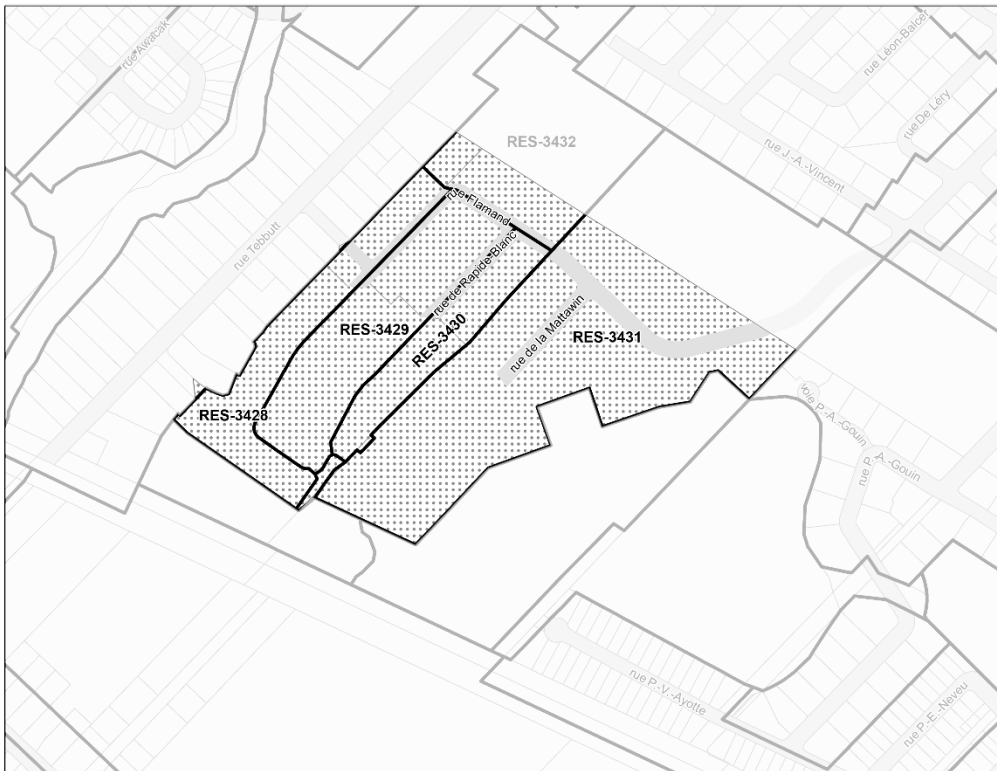 rue Awacak
rue Léon-Balcer
rue De Léry
RES-3432
rue J.-A.-Vincent
rue Flamand
rue Tebbutt
rue de Rapide-Blanc
RES-3429
RES-3430
rue de la Mattawin
RES-3431
RES-3428
P.-A.-Gouin
A.-Gouin
rue P.
rue P.-V.-Ayotte
rue P.-E.-Neveu